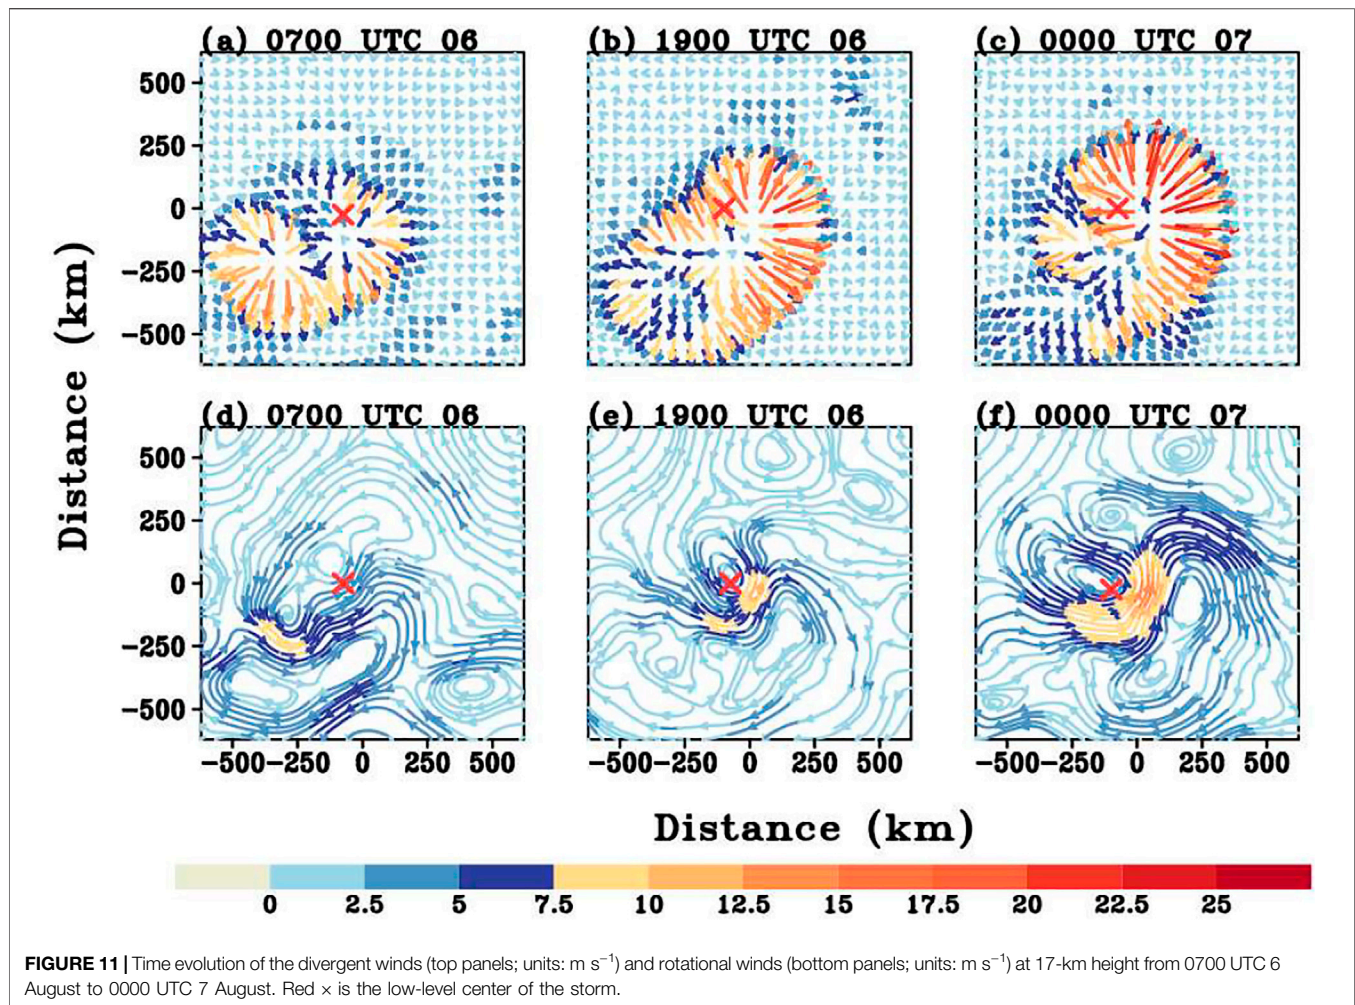 (a) 0700 UTC 06
(b) 1900 UTC 06
(c) 0000 UTC 07
500
250
0
−250
−500
(d) 0700 UTC 06
(e) 1900 UTC 06
(f) 0000 UTC 07
500
250
0
−250
−500
Distance (km)
−500 −250 0 250 500
−500 −250 0 250 500
−500 −250 0 250 500
Distance (km)
0 2.5 5 7.5 10 12.5 15 17.5 20 22.5 25
FIGURE 11 | Time evolution of the divergent winds (top panels; units: m s⁻¹) and rotational winds (bottom panels; units: m s⁻¹) at 17-km height from 0700 UTC 6
August to 0000 UTC 7 August. Red × is the low-level center of the storm.